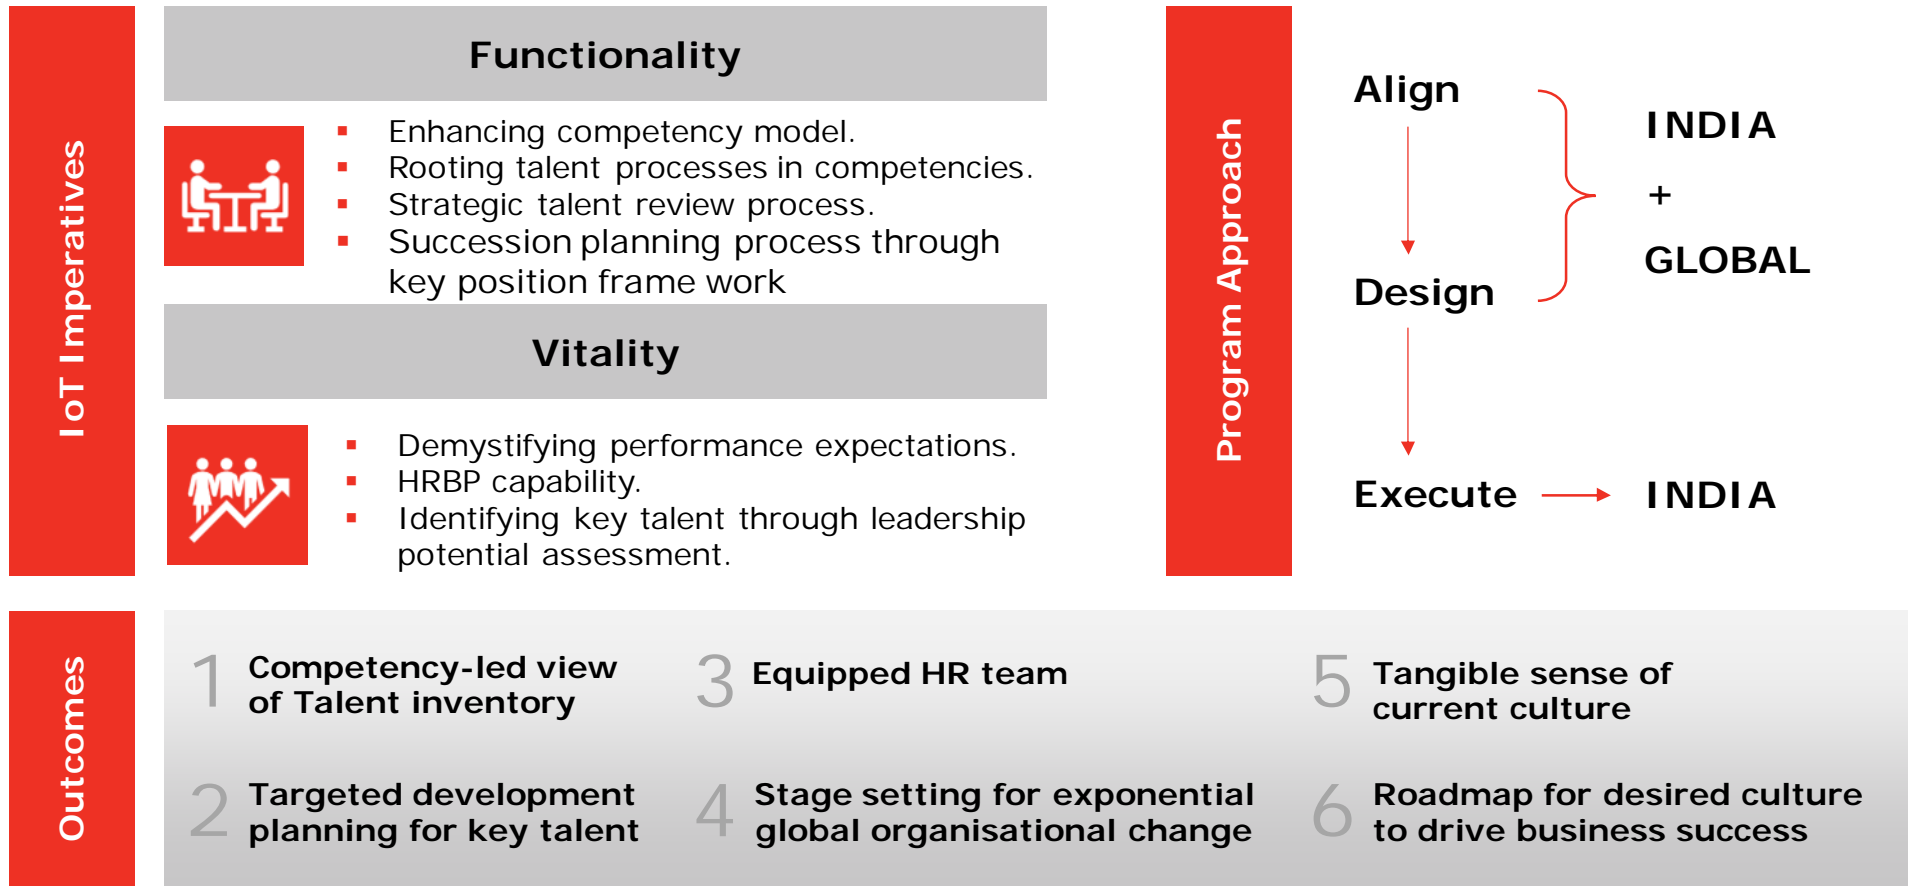 IoT Imperatives
Functionality
Enhancing competency model.
Rooting talent processes in competencies.
Strategic talent review process.
Succession planning process through
key position frame work
Vitality
Demystifying performance expectations.
HRBP capability.
Identifying key talent through leadership
potential assessment.
Program Approach
Align
Design
INDIA
+
GLOBAL
Execute
INDIA
Outcomes
1 Competency-led view
of Talent inventory
2 Targeted development
planning for key talent
3 Equipped HR team
4 Stage setting for exponential
global organisational change
5 Tangible sense of
current culture
6 Roadmap for desired culture
to drive business success